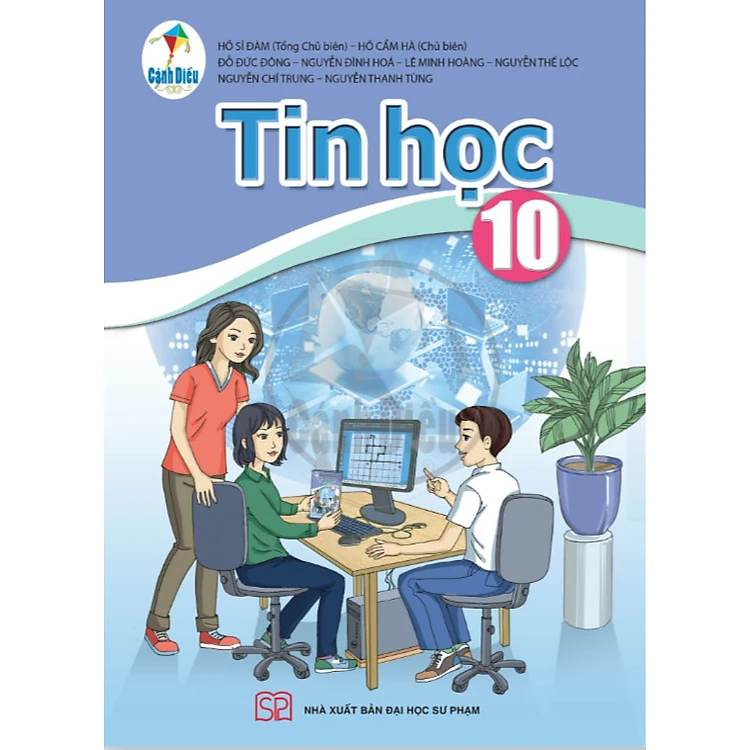 HỒ SĨ ĐÀM (Tổng Chủ biên) – HỒ CẨM HÀ (Chủ biên)
ĐỖ ĐỨC ĐÔNG – NGUYỄN ĐÌNH HOÁ – LÊ MINH HOÀNG – NGUYỄN THẾ LỘC
NGUYỄN CHÍ TRUNG – NGUYỄN THANH TÙNG
Cánh Diều
Tin học
10
Cánh Diều
NHÀ XUẤT BẢN ĐẠI HỌC SƯ PHẠM